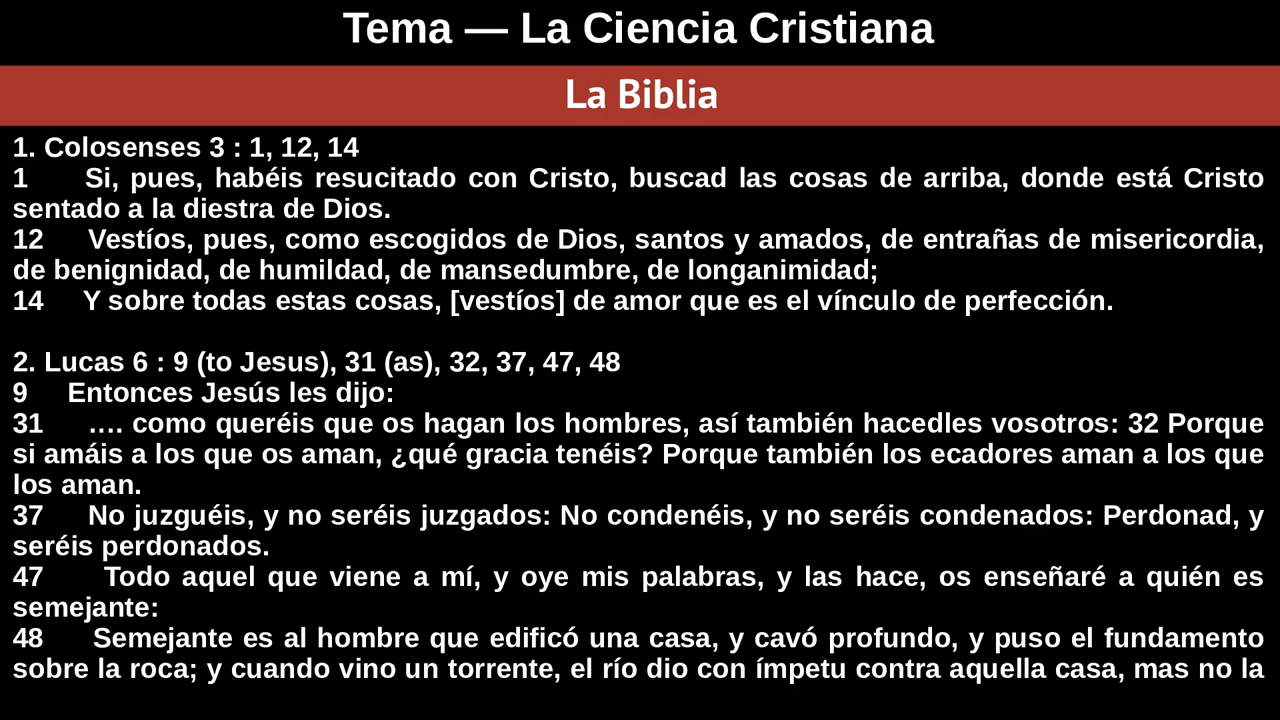 Tema — La Ciencia Cristiana
La Biblia
1. Colosenses 3 : 1, 12, 14
1 Si, pues, habéis resucitado con Cristo, buscad las cosas de arriba, donde está Cristo
sentado a la diestra de Dios.
12 Vestíos, pues, como escogidos de Dios, santos y amados, de entrañas de misericordia,
de benignidad, de humildad, de mansedumbre, de longanimidad;
14 Y sobre todas estas cosas, [vestíos] de amor que es el vínculo de perfección.
2. Lucas 6 : 9 (to Jesus), 31 (as), 32, 37, 47, 48
9 Entonces Jesús les dijo:
31 …. como queréis que os hagan los hombres, así también hacedles vosotros: 32 Porque
si amáis a los que os aman, ¿qué gracia tenéis? Porque también los ecadores aman a los que
los aman.
37 No juzguéis, y no seréis juzgados: No condenéis, y no seréis condenados: Perdonad, y
seréis perdonados.
47 Todo aquel que viene a mí, y oye mis palabras, y las hace, os enseñaré a quién es
semejante:
48 Semejante es al hombre que edificó una casa, y cavó profundo, y puso el fundamento
sobre la roca; y cuando vino un torrente, el río dio con ímpetu contra aquella casa, mas no la